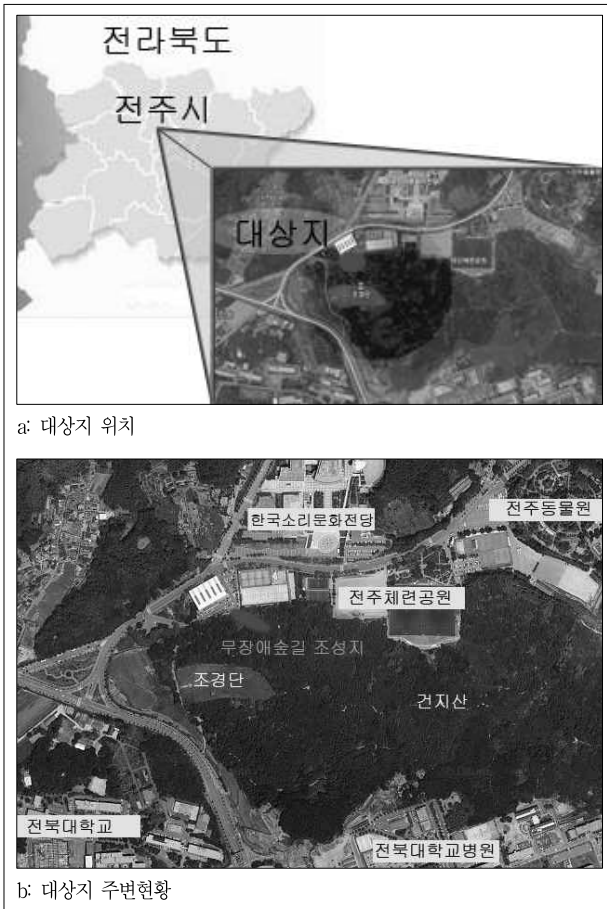 전라북도
전주시
대상지
a: 대상지 위치
한국소리문화전당
전주동물원
전주체련공원
무장애숲길 조성지
조경단
건지산
전북대학교
전북대학교병원
b: 대상지 주변현황